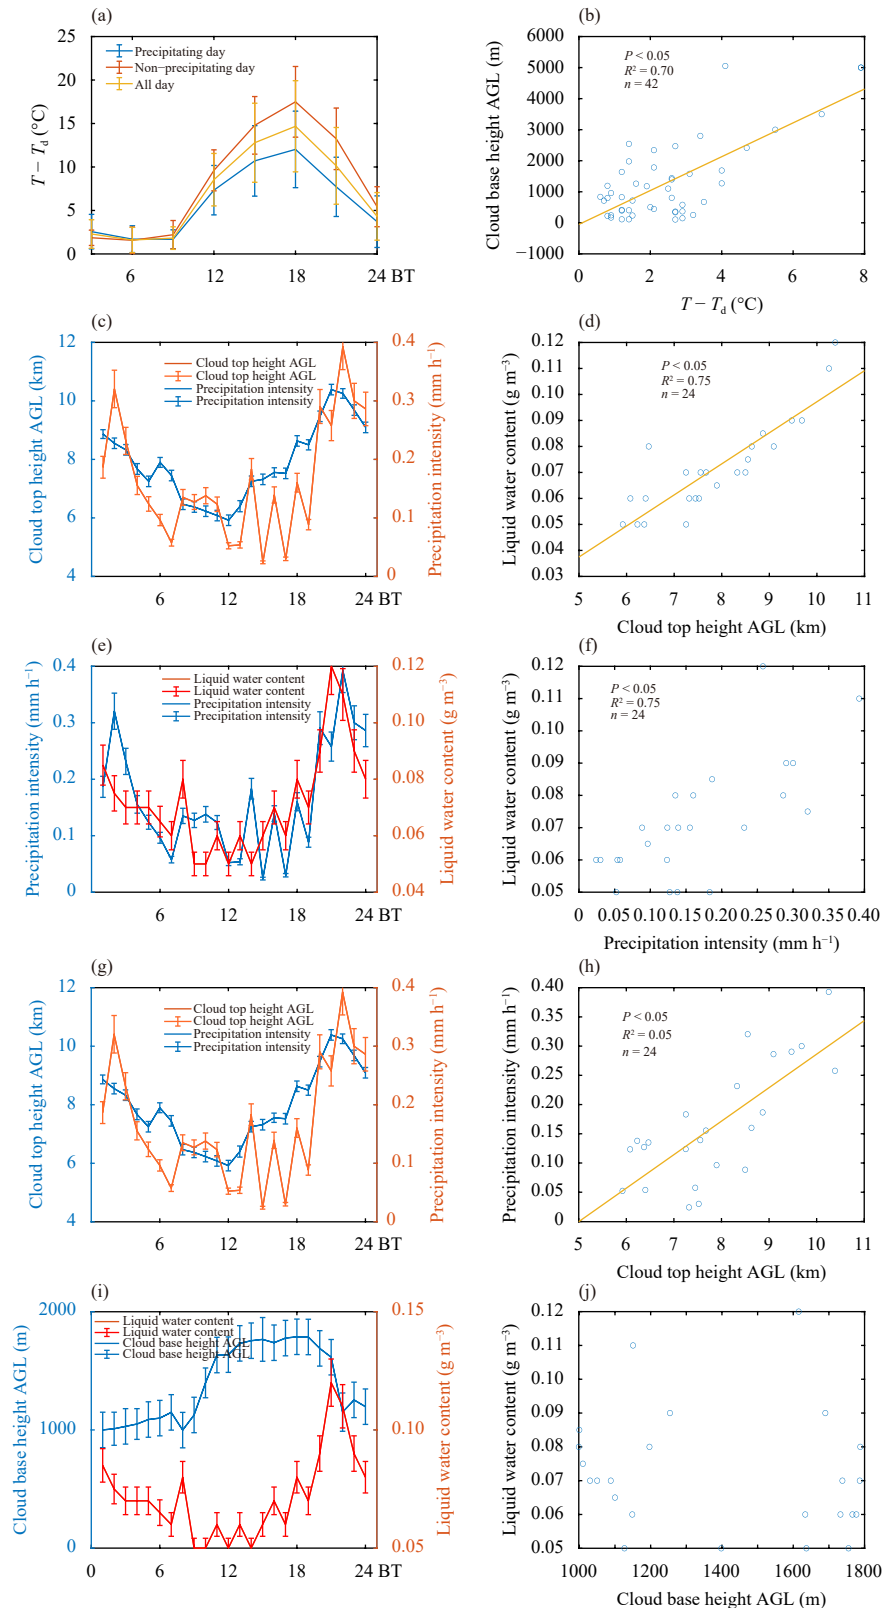 (a)
25
20
15
10
5
0
T − Td (°C)
Precipitating day
Non−precipitating day
All day
6
12
18
24 BT
(b)
6000
5000
4000
3000
2000
1000
0
−1000
Cloud base height AGL (m)
P < 0.05
R² = 0.70
n = 42
0
2
4
6
8
T − Td (°C)
(c)
12
10
8
6
4
Cloud top height AGL (km)
Cloud top height AGL
Cloud top height AGL
Precipitation intensity
Precipitation intensity
0.4
0.3
0.2
0.1
0
Precipitation intensity (mm h−1)
6
12
18
24 BT
(d)
0.12
0.11
0.10
0.09
0.08
0.07
0.06
0.05
0.04
0.03
Liquid water content (g m−3)
P < 0.05
R² = 0.75
n = 24
5
6
7
8
9
10
11
Cloud top height AGL (km)
(e)
0.4
0.3
0.2
0.1
0
Precipitation intensity (mm h−1)
Liquid water content
Liquid water content
Precipitation intensity
Precipitation intensity
0.12
0.10
0.08
0.06
0.04
Liquid water content (g m−3)
6
12
18
24 BT
(f)
0.12
0.11
0.10
0.09
0.08
0.07
0.06
0.05
Liquid water content (g m−3)
P < 0.05
R² = 0.75
n = 24
0
0.05
0.10
0.15
0.20
0.25
0.30
0.35
0.40
Precipitation intensity (mm h−1)
(g)
12
10
8
6
4
Cloud top height AGL (km)
Cloud top height AGL
Cloud top height AGL
Precipitation intensity
Precipitation intensity
0.4
0.3
0.2
0.1
0
Precipitation intensity (mm h−1)
6
12
18
24 BT
(h)
0.40
0.35
0.30
0.25
0.20
0.15
0.10
0.05
0
Precipitation intensity (mm h−1)
P < 0.05
R² = 0.05
n = 24
5
6
7
8
9
10
11
Cloud top height AGL (km)
(i)
2000
1000
0
Cloud base height AGL (m)
Liquid water content
Liquid water content
Cloud base height AGL
Cloud base height AGL
0.15
0.10
0.05
Liquid water content (g m−3)
0
6
12
18
24 BT
(j)
0.12
0.11
0.10
0.09
0.08
0.07
0.06
0.05
Liquid water content (g m−3)
1000
1200
1400
1600
1800
Cloud base height AGL (m)